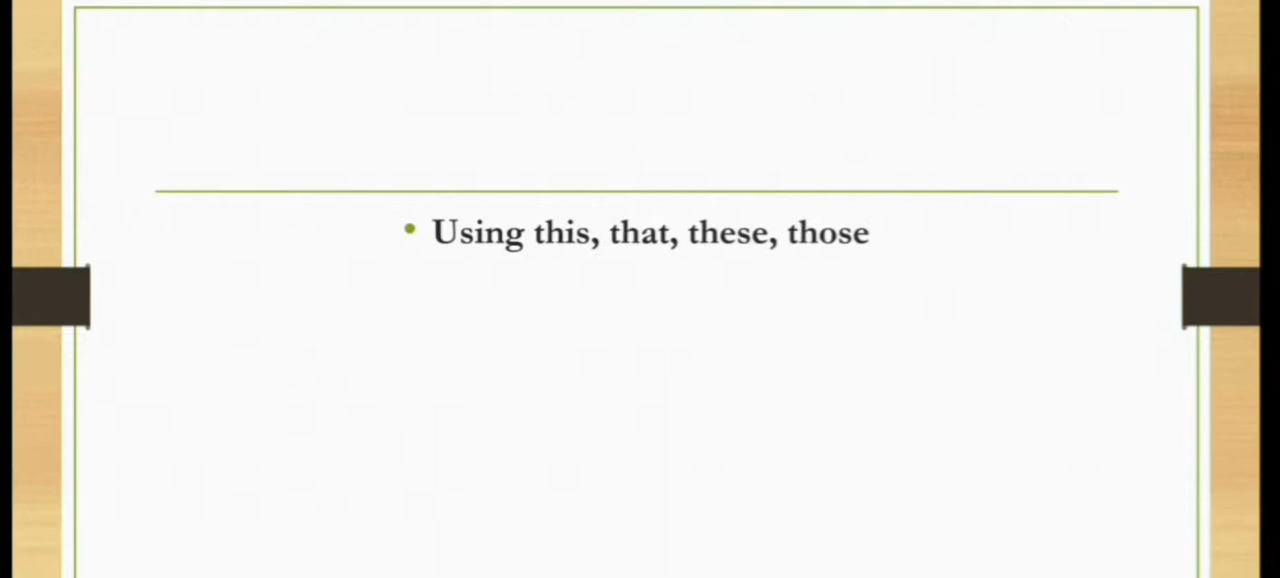 • Using this, that, these, those